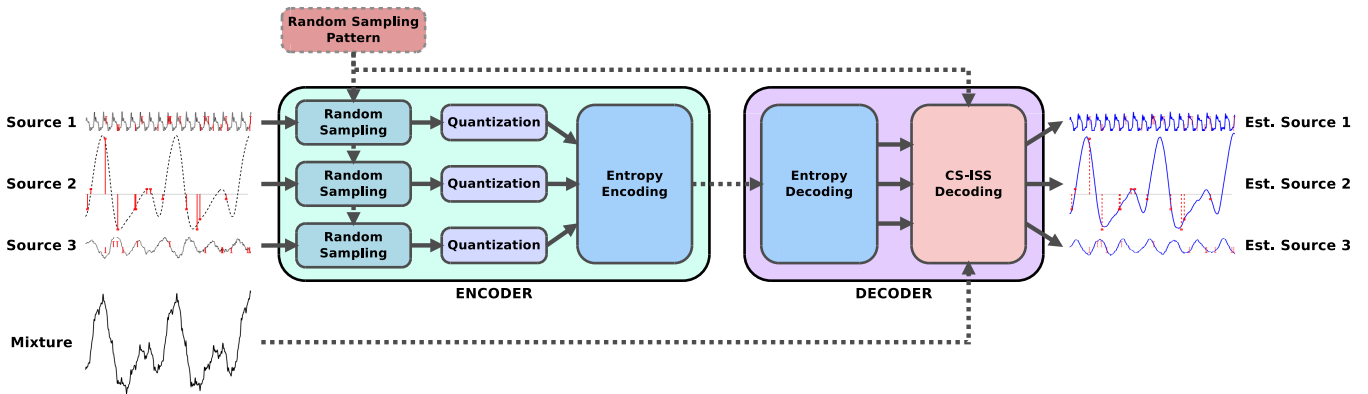 Random Sampling
Pattern
Source 1
Source 2
Source 3
Mixture
Random
Sampling
Random
Sampling
Random
Sampling
Quantization
Quantization
Quantization
Entropy
Encoding
ENCODER
Entropy
Decoding
CS-ISS
Decoding
DECODER
Est. Source 1
Est. Source 2
Est. Source 3